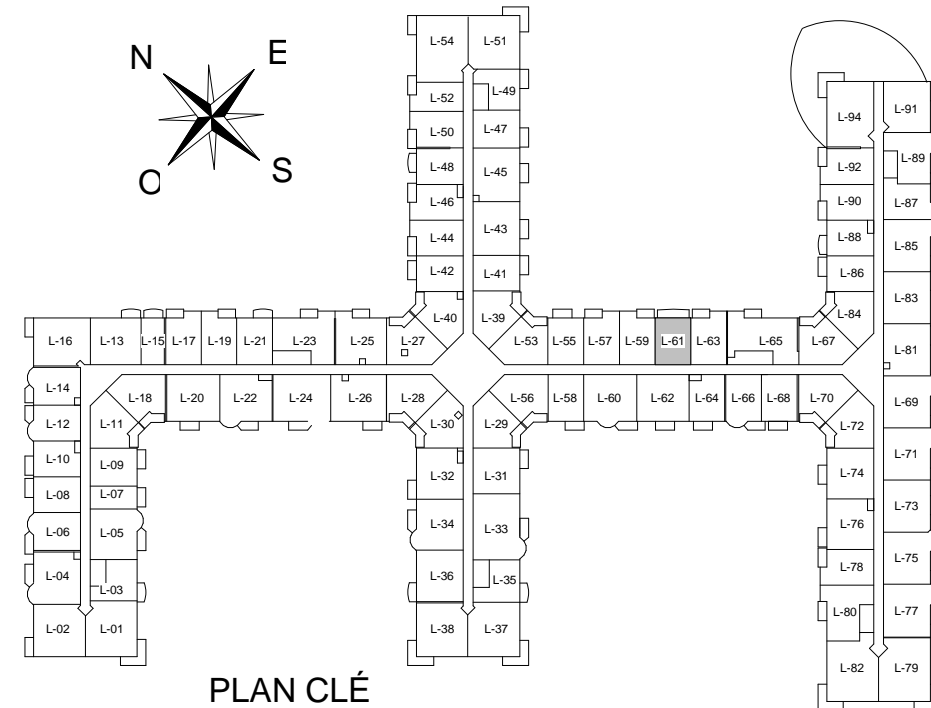 L-54 L-51
N E
L-52 L-49
L-50 L-47
L-94 L-91
O S
L-48 L-45 L-92 L-89
L-46 L-90 L-87
L-44 L-43 L-88 L-85
L-42 L-41 L-86
L-40 L-39 L-84 L-83
L-16 L-13 L-15 L-17 L-19 L-21 L-23 L-25 L-27 L-53 L-55 L-57 L-59 L-61 L-63 L-65 L-67 L-81
L-14 L-18 L-20 L-22 L-24 L-26 L-28 L-56 L-58 L-60 L-62 L-64 L-66 L-68 L-70 L-69
L-12 L-11 L-30 L-29 L-72
L-10 L-09 L-32 L-31 L-74 L-71
L-08 L-07
L-06 L-05 L-34 L-33 L-76 L-73
L-04 L-03 L-36 L-35 L-78 L-75
L-02 L-01 L-38 L-37 L-80 L-77
L-82 L-79
PLAN CLÉ